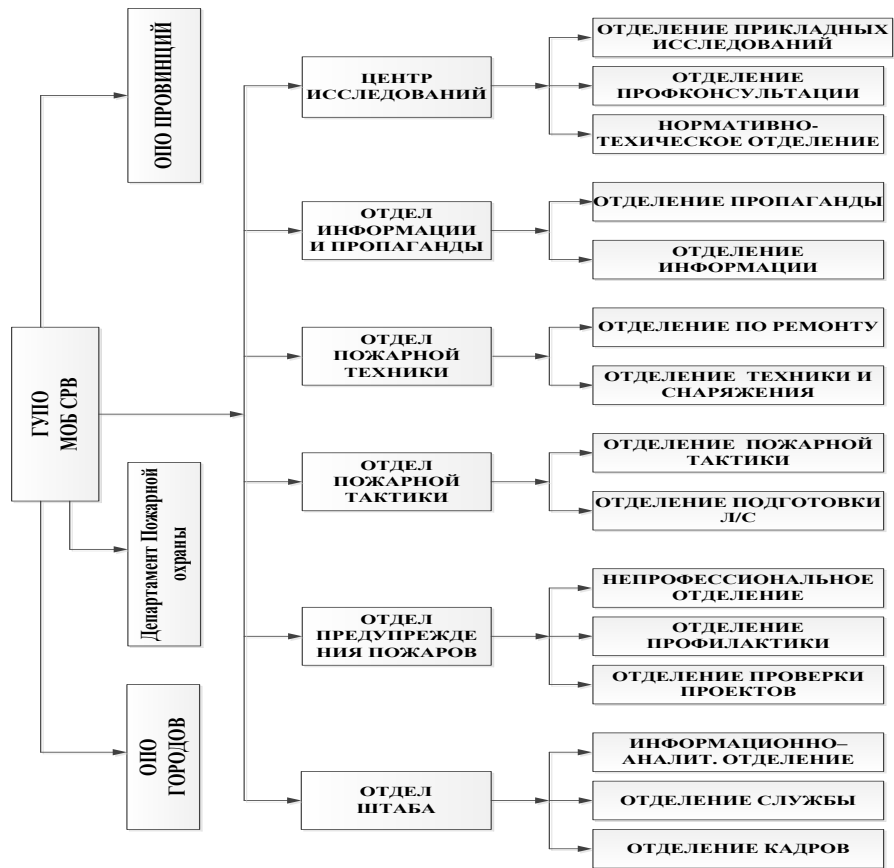 ГУПО
МОБ СРВ
ОПО ПРОВИНЦИЙ
Департамент Пожарной
охраны
ОПО
ГОРОДОВ
ЦЕНТР
ИССЛЕДОВАНИЙ
ОТДЕЛЕНИЕ ПРИКЛАДНЫХ
ИССЛЕДОВАНИЙ
ОТДЕЛЕНИЕ
ПРОФКОНСУЛЬТАЦИИ
НОРМАТИВНО-
ТЕХИЧЕСКОЕ ОТДЕЛЕНИЕ
ОТДЕЛ
ИНФОРМАЦИИ
И ПРОПАГАНДЫ
ОТДЕЛЕНИЕ ПРОПАГАНДЫ
ОТДЕЛЕНИЕ
ИНФОРМАЦИИ
ОТДЕЛ
ПОЖАРНОЙ
ТЕХНИКИ
ОТДЕЛЕНИЕ ПО РЕМОНТУ
ОТДЕЛЕНИЕ ТЕХНИКИ И
СНАРЯЖЕНИЯ
ОТДЕЛ
ПОЖАРНОЙ
ТАКТИКИ
ОТДЕЛЕНИЕ ПОЖАРНОЙ
ТАКТИКИ
ОТДЕЛЕНИЕ ПОДГОТОВКИ
Л/С
ОТДЕЛ
ПРЕДУПРЕЖДЕ
НИЯ ПОЖАРОВ
НЕПРОФЕССИОНАЛЬНОЕ
ОТДЕЛЕНИЕ
ОТДЕЛЕНИЕ
ПРОФИЛАКТИКИ
ОТДЕЛЕНИЕ ПРОВЕРКИ
ПРОЕКТОВ
ОТДЕЛ
ШТАБА
ИНФОРМАЦИОННО–
АНАЛИТ. ОТДЕЛЕНИЕ
ОТДЕЛЕНИЕ СЛУЖБЫ
ОТДЕЛЕНИЕ КАДРОВ